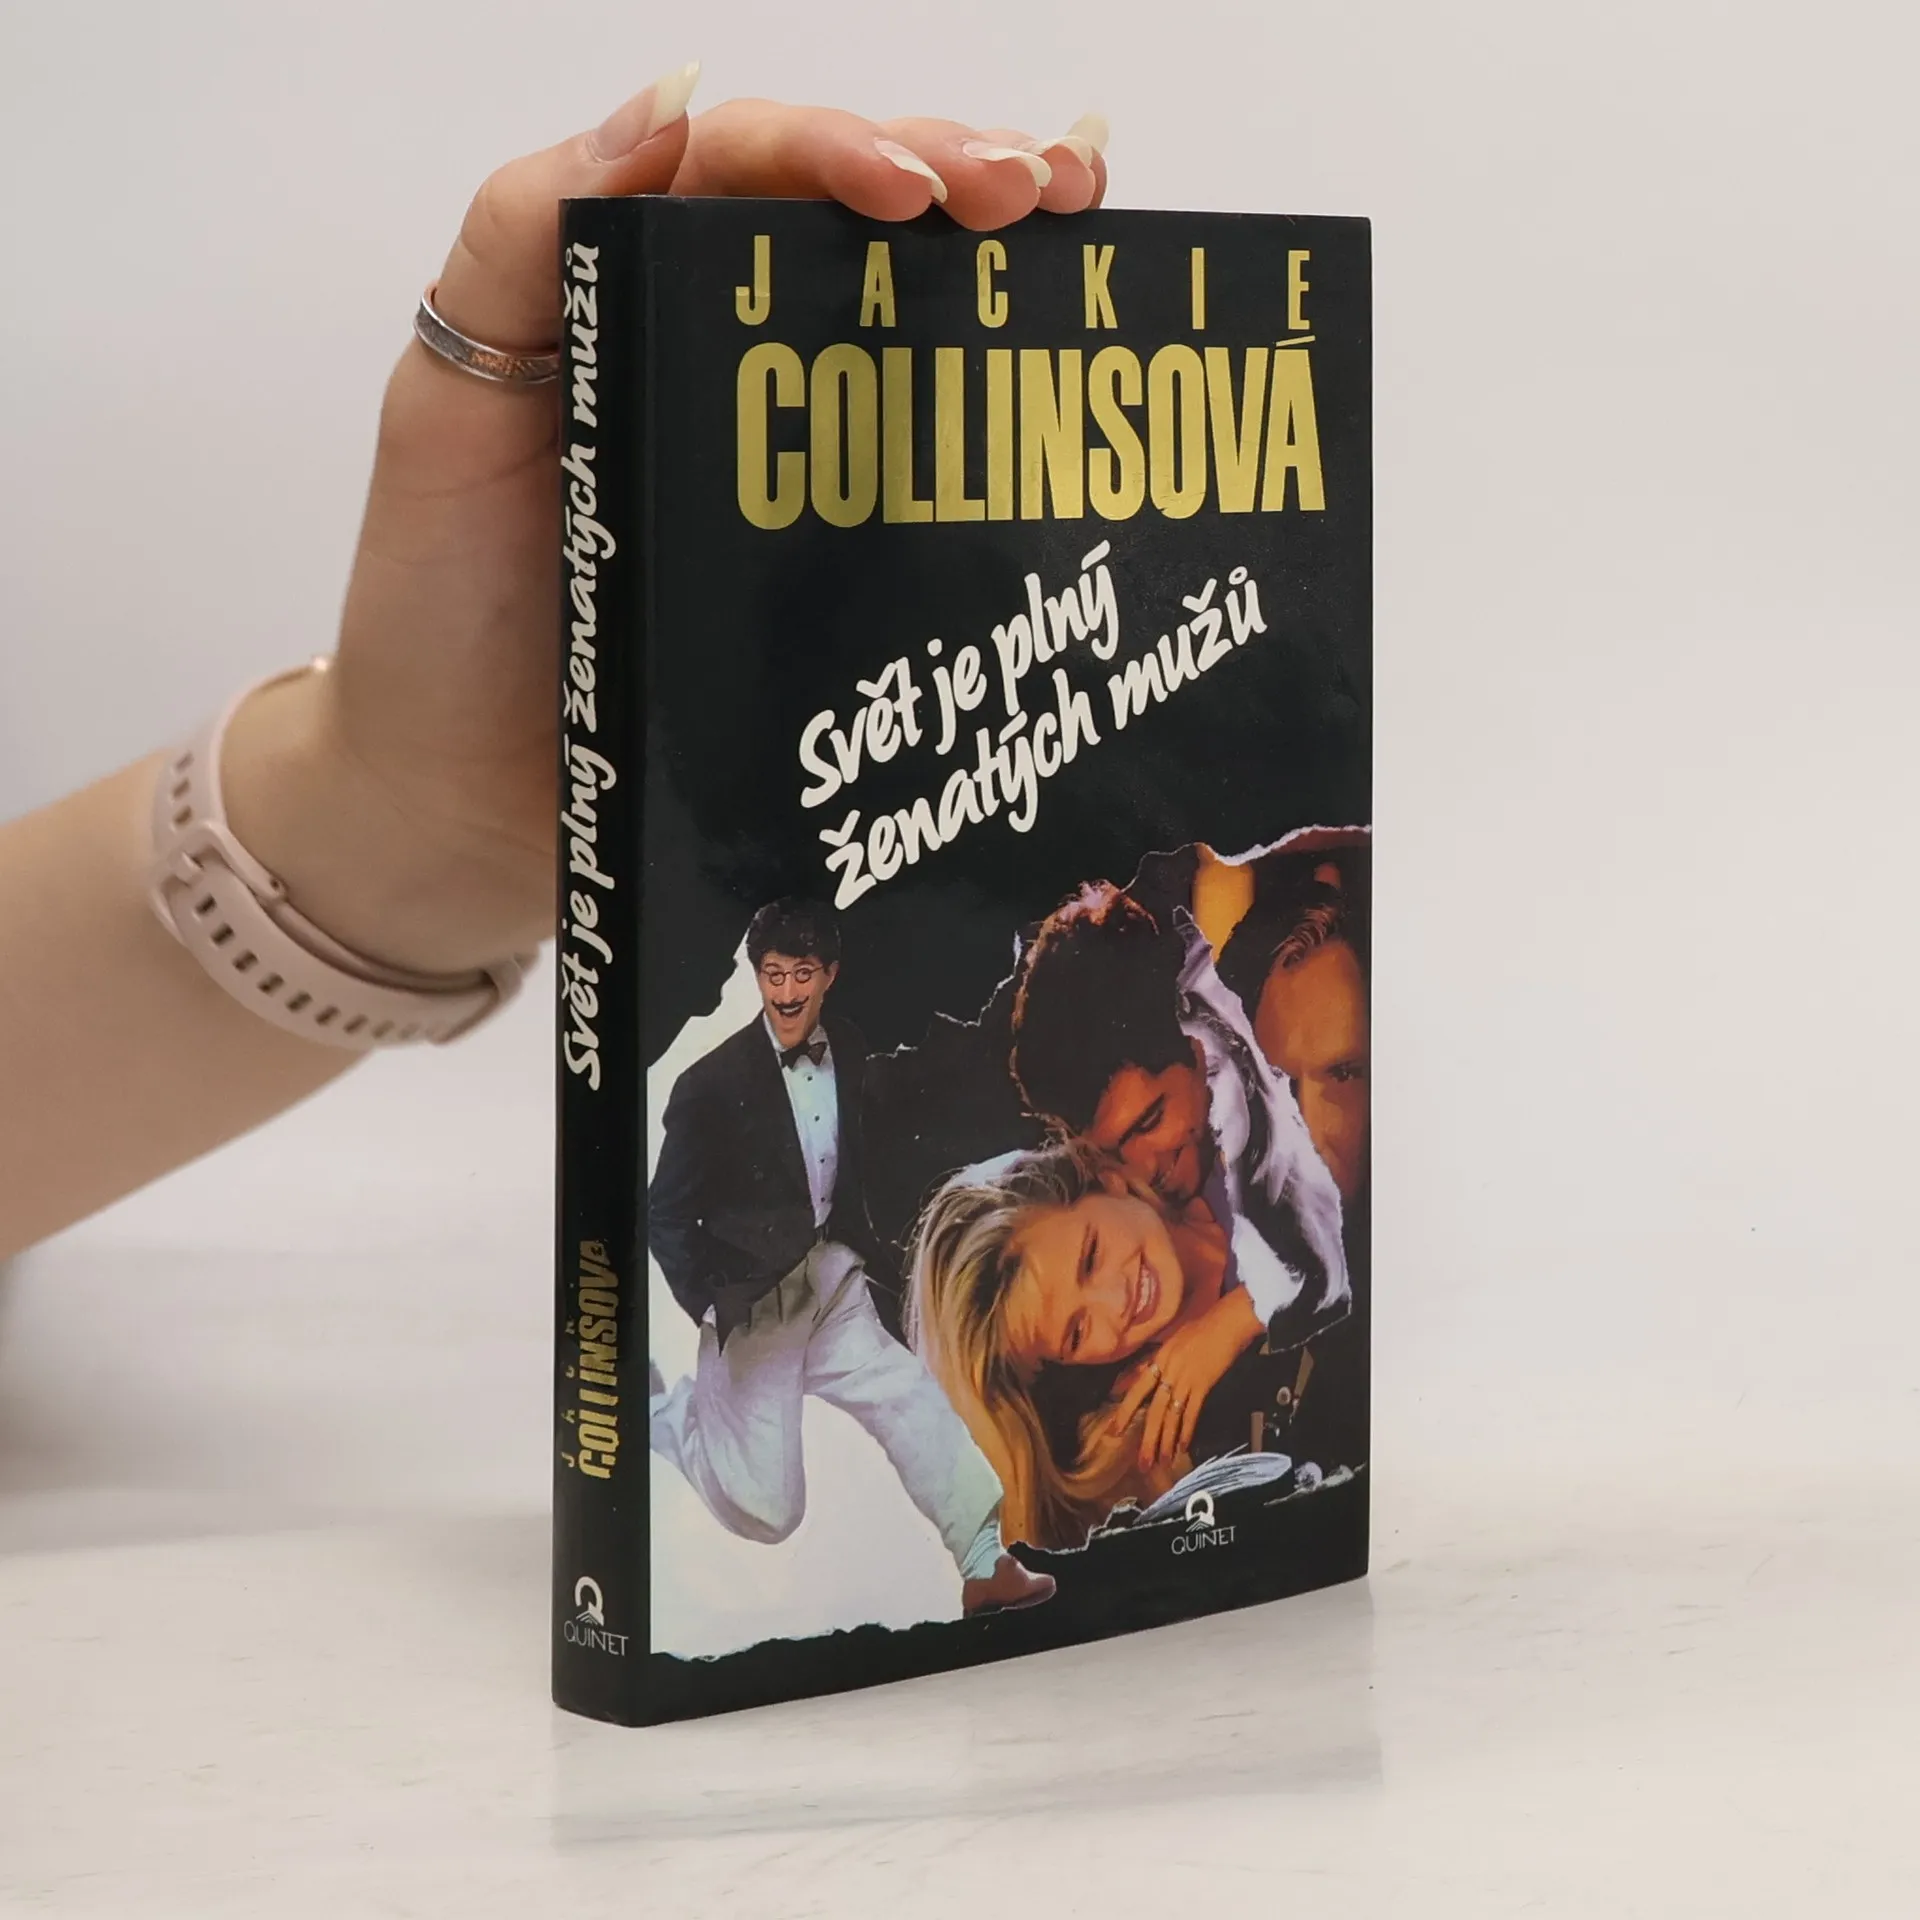 JACKIE
COLLINSOVÁ
Svět je plný
ženatých mužů
QUINTET
Svět je plný ženatých mužů
JACKIE
COLLINSOVÁ
QUINTET